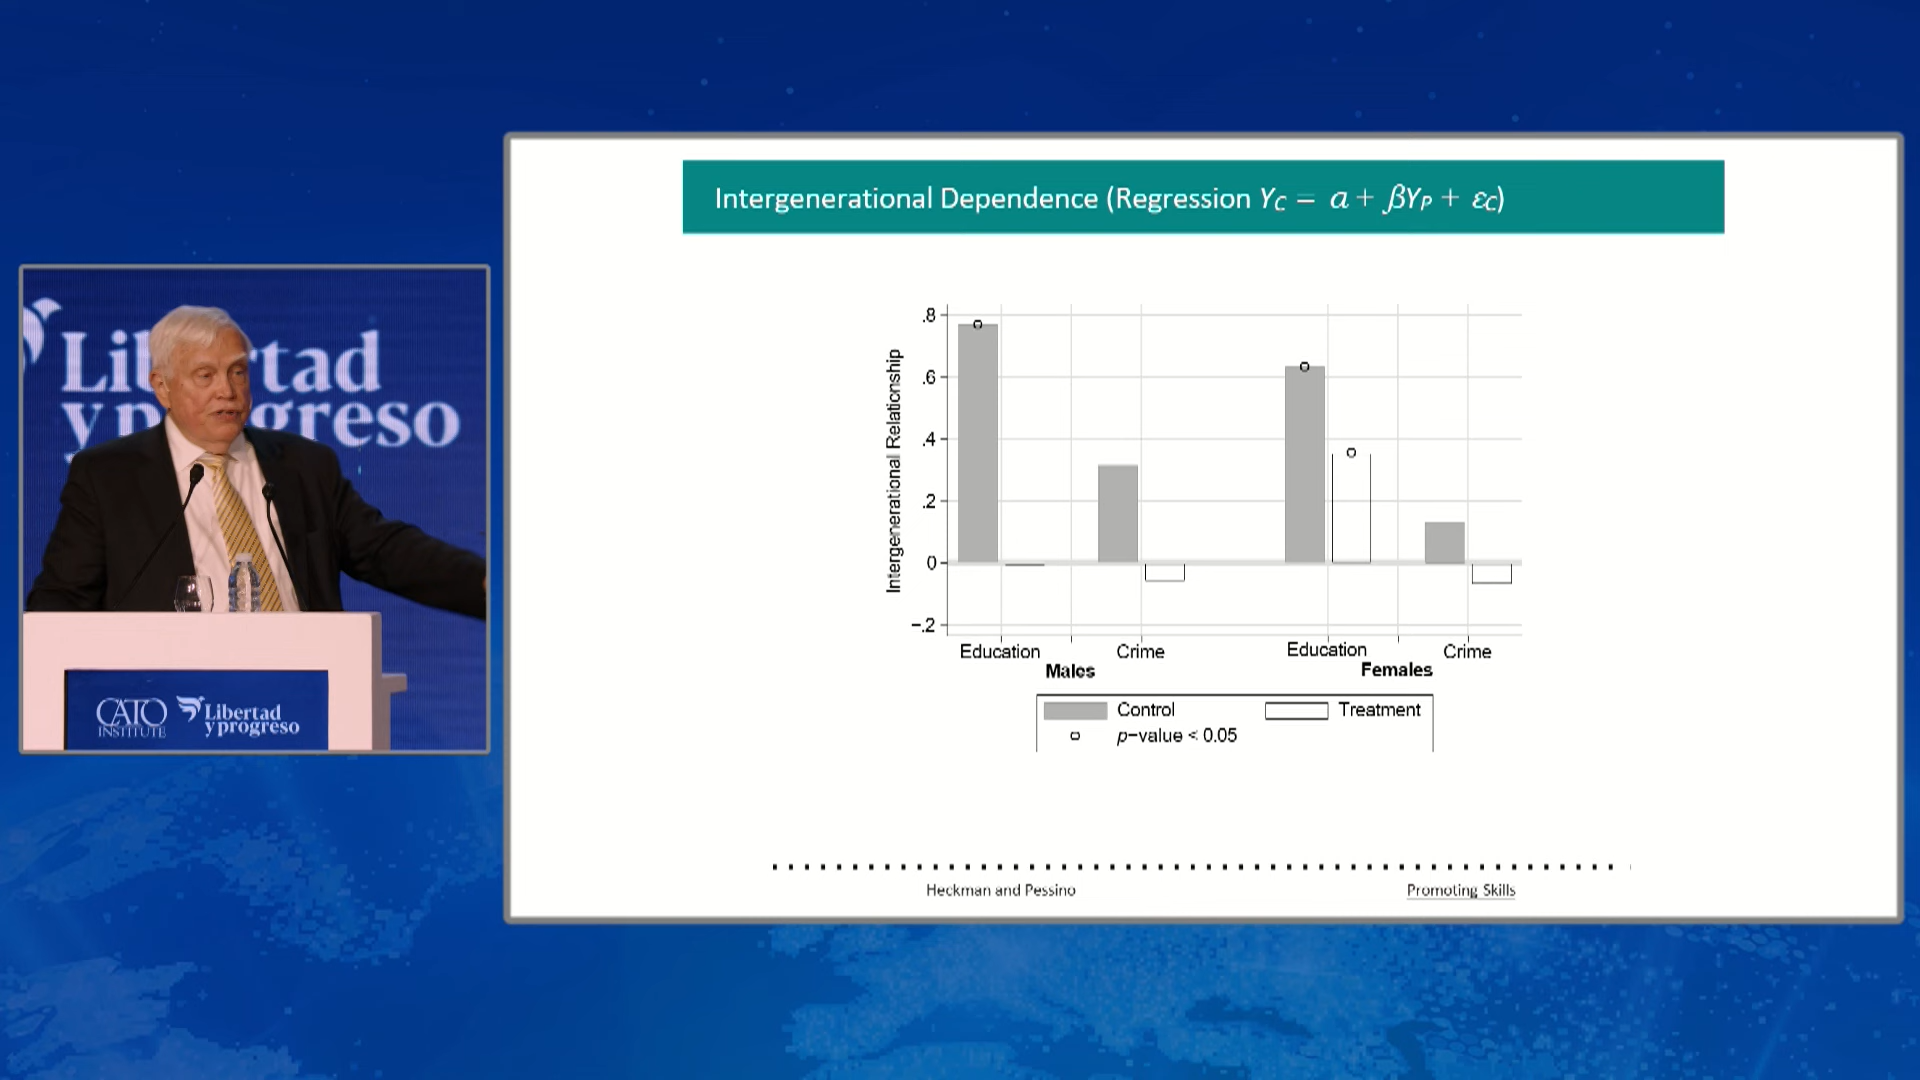 Libertad
y progreso
CATO
INSTITUTE
Libertad
y progreso
Intergenerational Dependence (Regression Y_C = α + βY_P + ε_C)
Intergenerational Relationship
.8
.6
.4
.2
0
−.2
Education Crime Education Crime
Males Females
Control Treatment
p−value < 0.05
Heckman and Pessino Promoting Skills